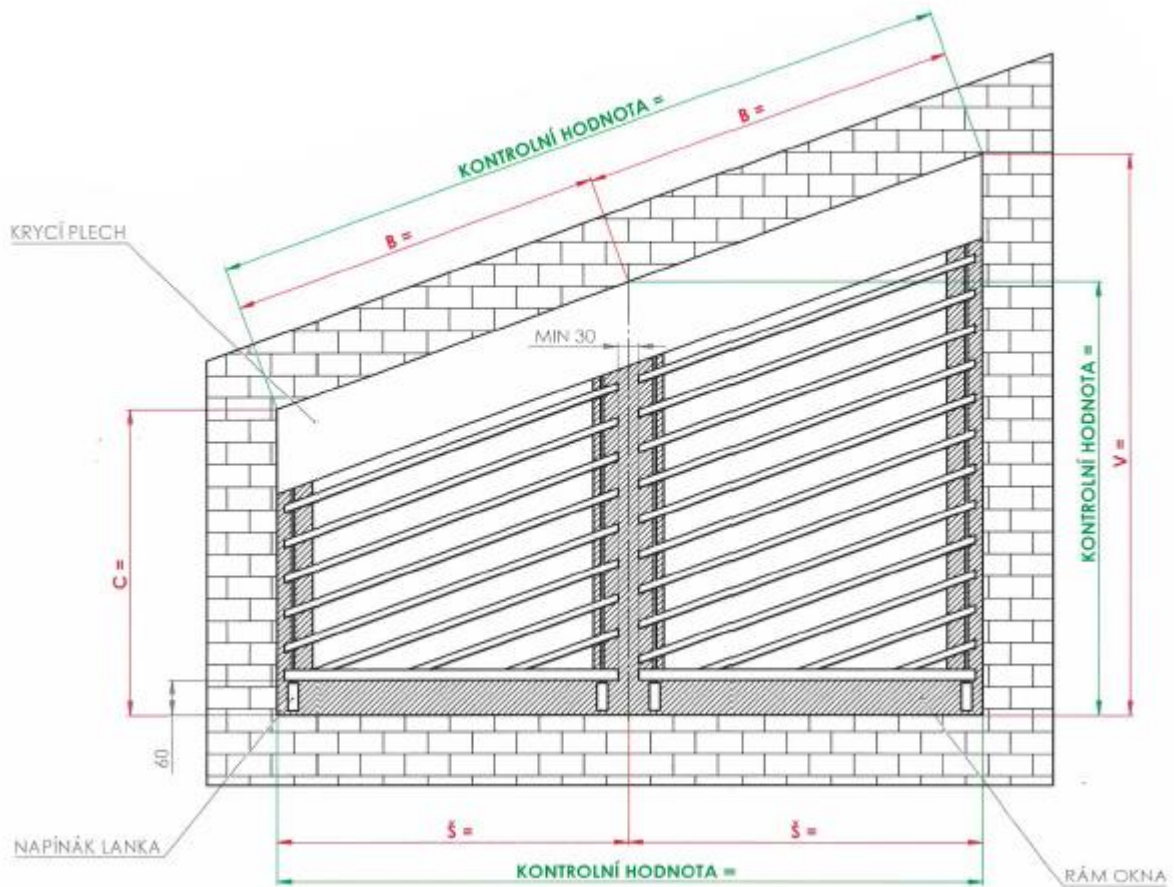 KONTROLNÍ HODNOTA =
B =
B =
KRYCÍ PLECH
MIN 30
KONTROLNÍ HODNOTA =
V =
C =
60
Š =
Š =
NAPÍNÁK LANKA
KONTROLNÍ HODNOTA =
RÁM OKNA